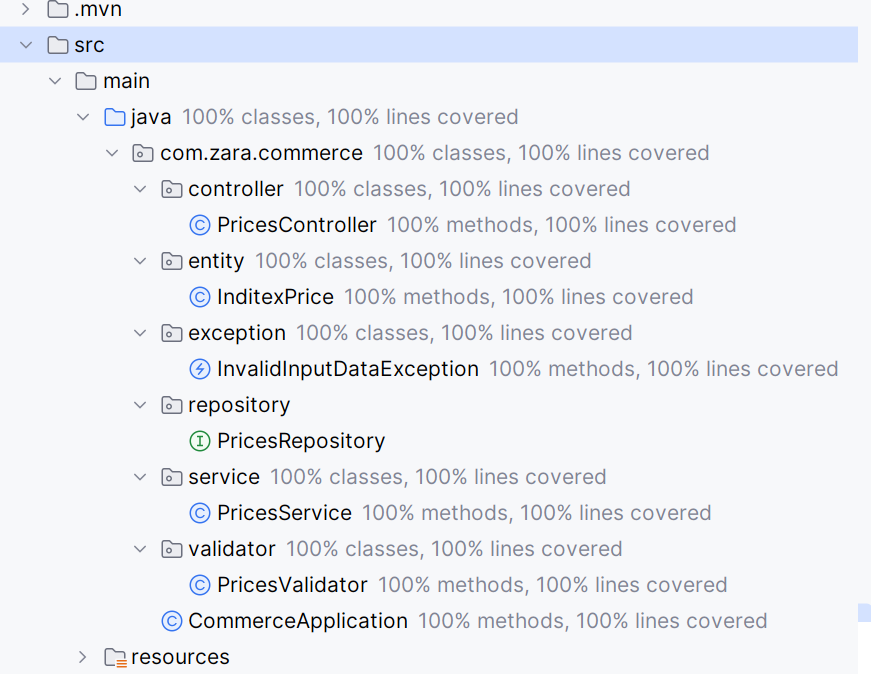 .mvn
src
main
java 100% classes, 100% lines covered
com.zara.commerce 100% classes, 100% lines covered
controller 100% classes, 100% lines covered
PricesController 100% methods, 100% lines covered
entity 100% classes, 100% lines covered
InditexPrice 100% methods, 100% lines covered
exception 100% classes, 100% lines covered
InvalidInputDataException 100% methods, 100% lines covered
repository
PricesRepository
service 100% classes, 100% lines covered
PricesService 100% methods, 100% lines covered
validator 100% classes, 100% lines covered
PricesValidator 100% methods, 100% lines covered
CommerceApplication 100% methods, 100% lines covered
resources